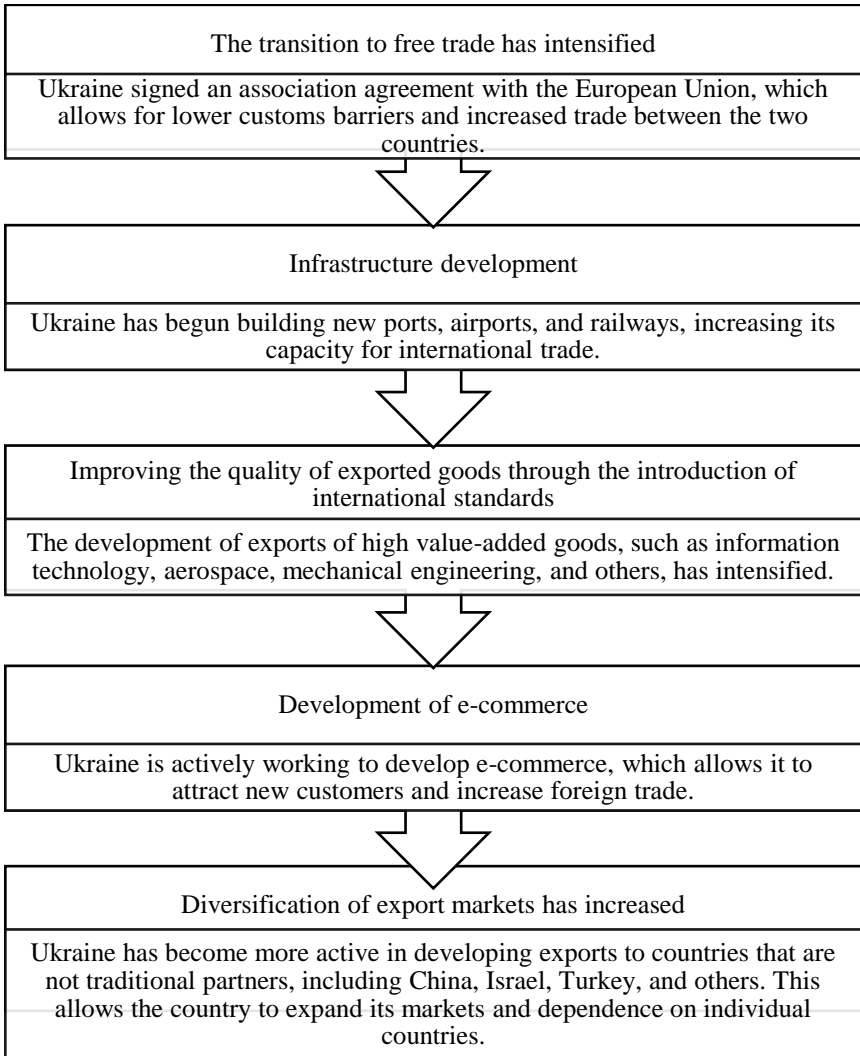 The transition to free trade has intensified
Ukraine signed an association agreement with the European Union, which
allows for lower customs barriers and increased trade between the two
countries.
Infrastructure development
Ukraine has begun building new ports, airports, and railways, increasing its
capacity for international trade.
Improving the quality of exported goods through the introduction of
international standards
The development of exports of high value-added goods, such as information
technology, aerospace, mechanical engineering, and others, has intensified.
Development of e-commerce
Ukraine is actively working to develop e-commerce, which allows it to
attract new customers and increase foreign trade.
Diversification of export markets has increased
Ukraine has become more active in developing exports to countries that are
not traditional partners, including China, Israel, Turkey, and others. This
allows the country to expand its markets and dependence on individual
countries.